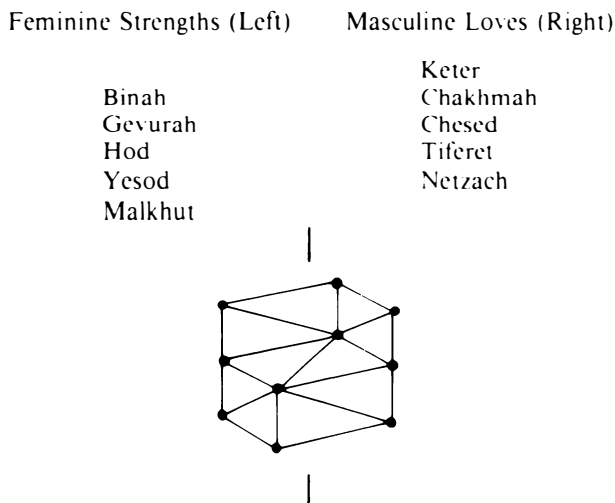 Feminine Strengths (Left)
Masculine Loves (Right)
Binah
Gevurah
Hod
Yesod
Malkhut
Keter
Chakhmah
Chesed
Tiferet
Netzach